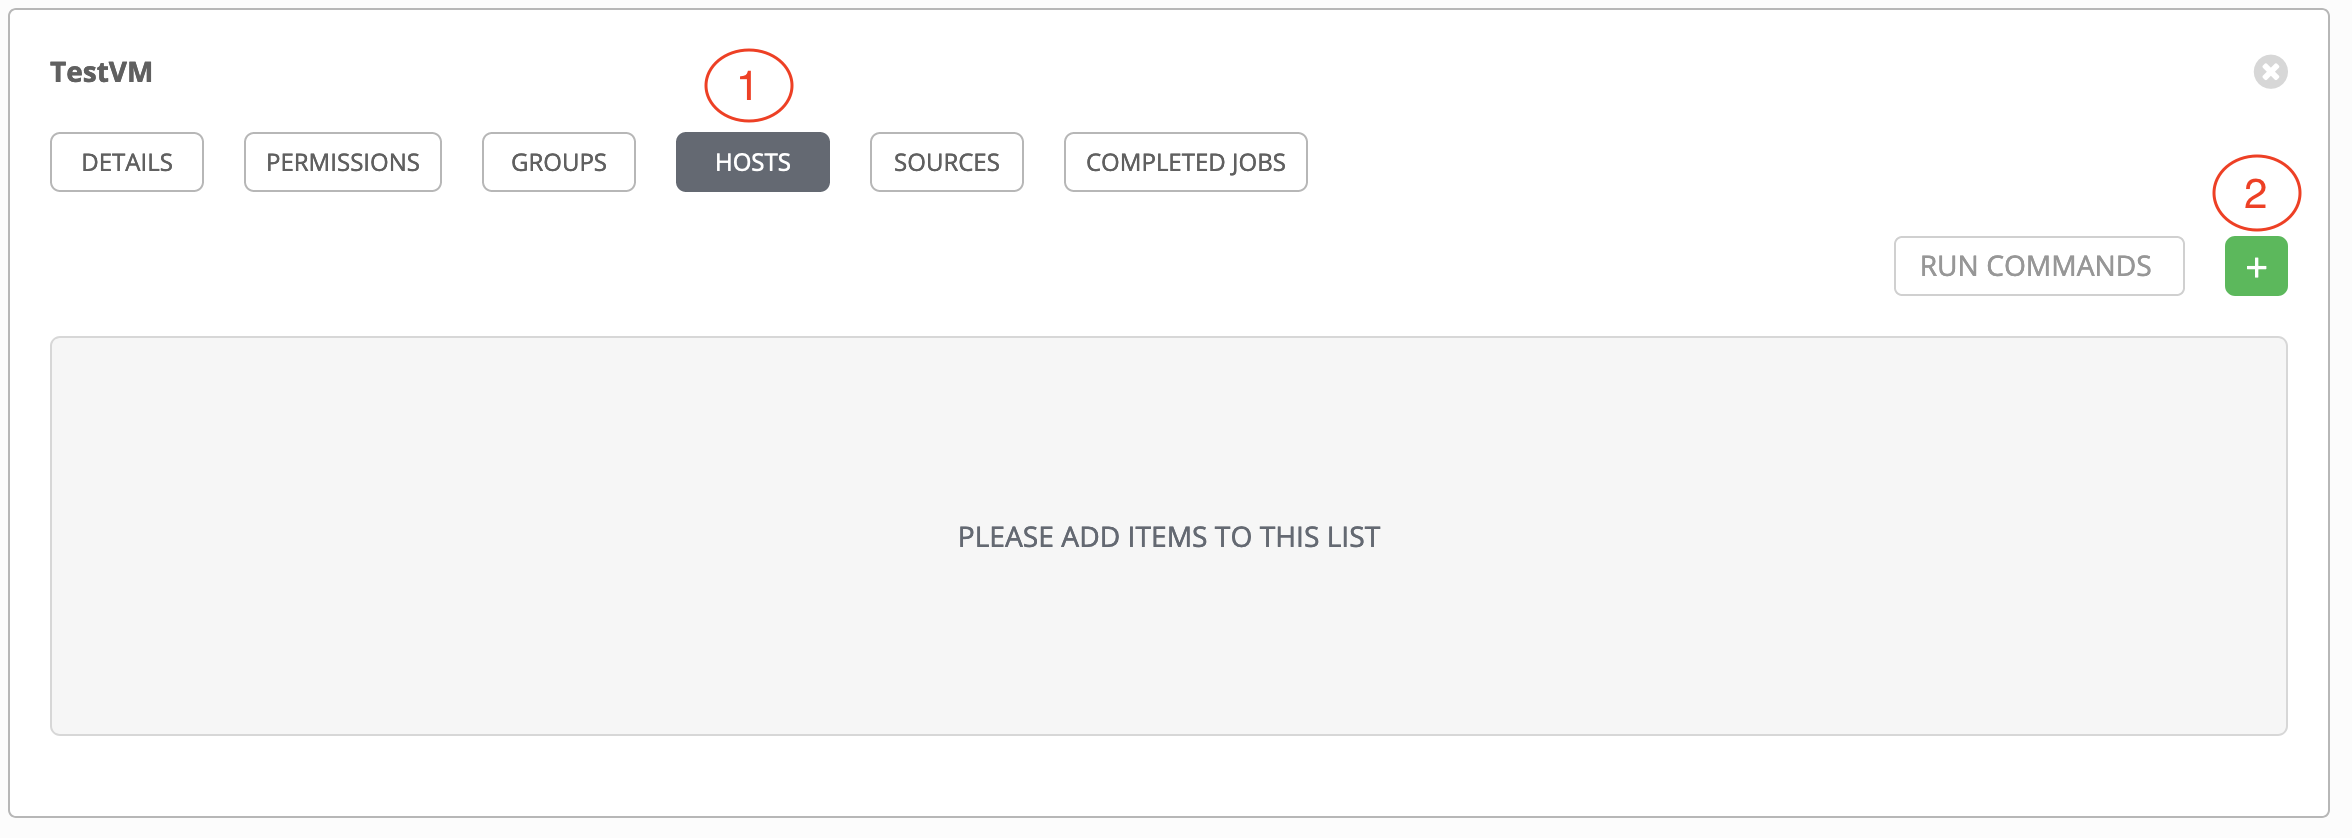 TestVM
1
DETAILS PERMISSIONS GROUPS HOSTS SOURCES COMPLETED JOBS
2
RUN COMMANDS +
PLEASE ADD ITEMS TO THIS LIST